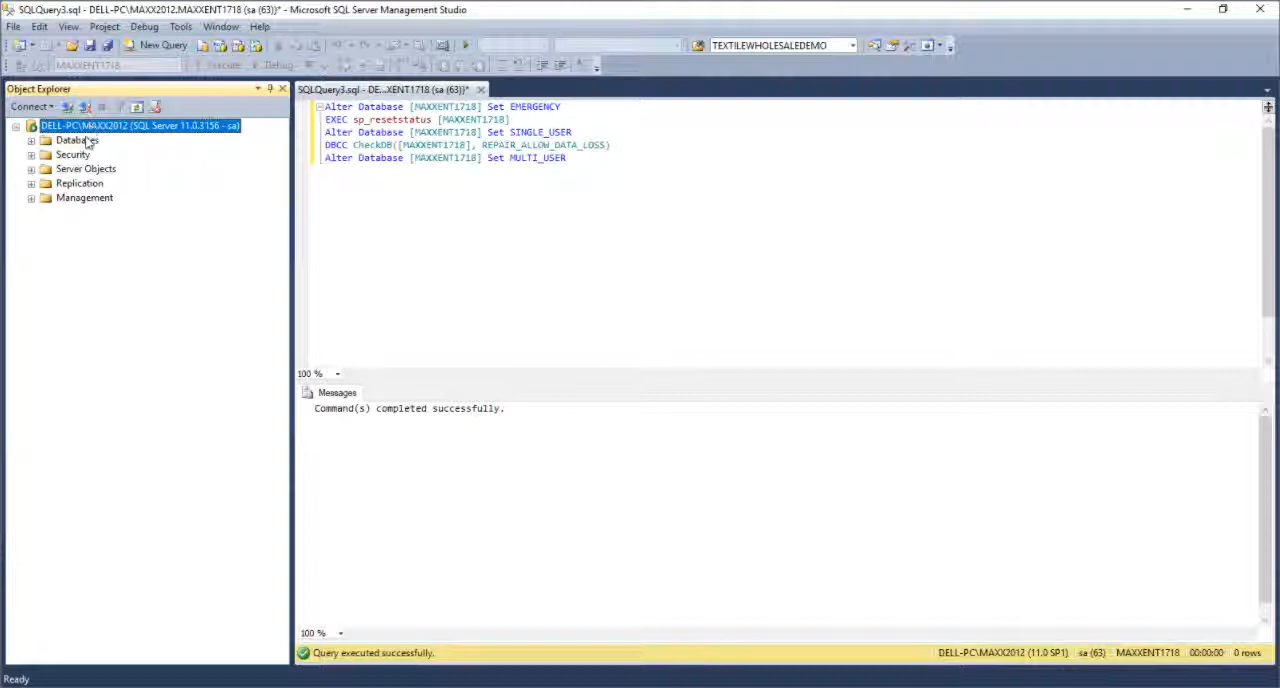 SQLQuery3.sql - DELL-PC\MAXX2012.MAXXENT1718 (sa (63))* - Microsoft SQL Server Management Studio
File Edit View Project Debug Tools Window Help
New Query TEXTILEWHOLESALEDEMO
MAXXENT1718 Execute Debug
Object Explorer
SQLQuery3.sql - DE...XENT1718 (sa (63))*
Connect
DELL-PC\MAXX2012 (SQL Server 11.0.3156 - sa)
Databases
Security
Server Objects
Replication
Management
Alter Database [MAXXENT1718] Set EMERGENCY
EXEC sp_resetstatus [MAXXENT1718]
Alter Database [MAXXENT1718] Set SINGLE_USER
DBCC CheckDB([MAXXENT1718], REPAIR_ALLOW_DATA_LOSS)
Alter Database [MAXXENT1718] Set MULTI_USER
100 %
Messages
Command(s) completed successfully.
100 %
Query executed successfully. DELL-PC\MAXX2012 (11.0 SP1) sa (63) MAXXENT1718 00:00:00 0 rows
Ready